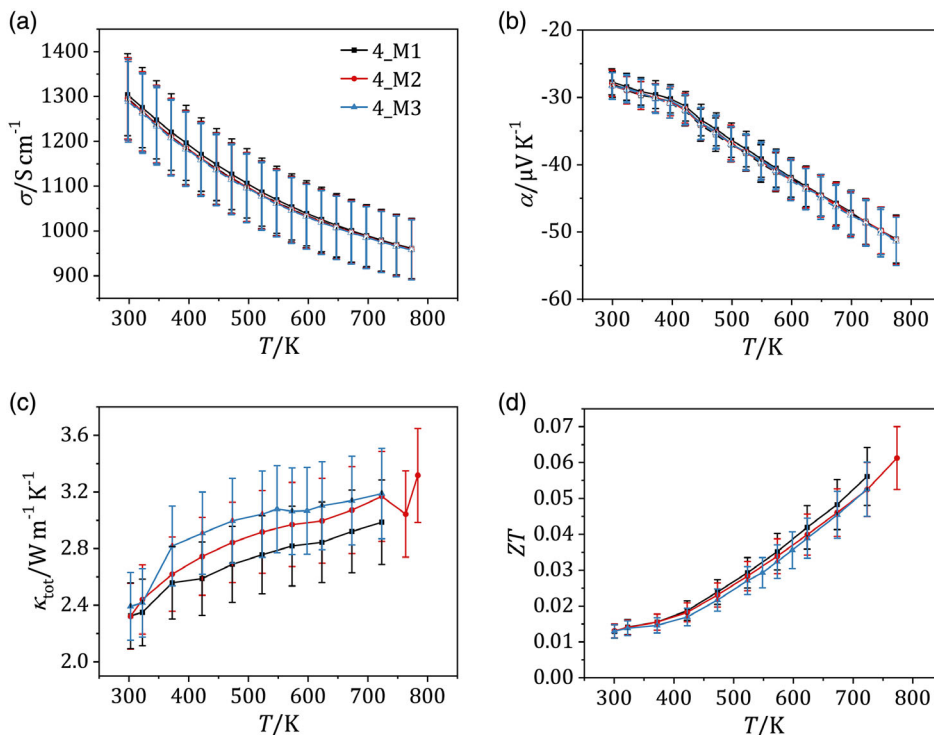 (a)
1400
1300
1200
1100
1000
900
σ/S cm⁻¹
4_M1
4_M2
4_M3
300 400 500 600 700 800
T/K
(b)
-20
-30
-40
-50
-60
α/μV K⁻¹
300 400 500 600 700 800
T/K
(c)
3.6
3.2
2.8
2.4
2.0
κtot/W m⁻¹ K⁻¹
300 400 500 600 700 800
T/K
(d)
0.07
0.06
0.05
0.04
0.03
0.02
0.01
0.00
ZT
300 400 500 600 700 800
T/K